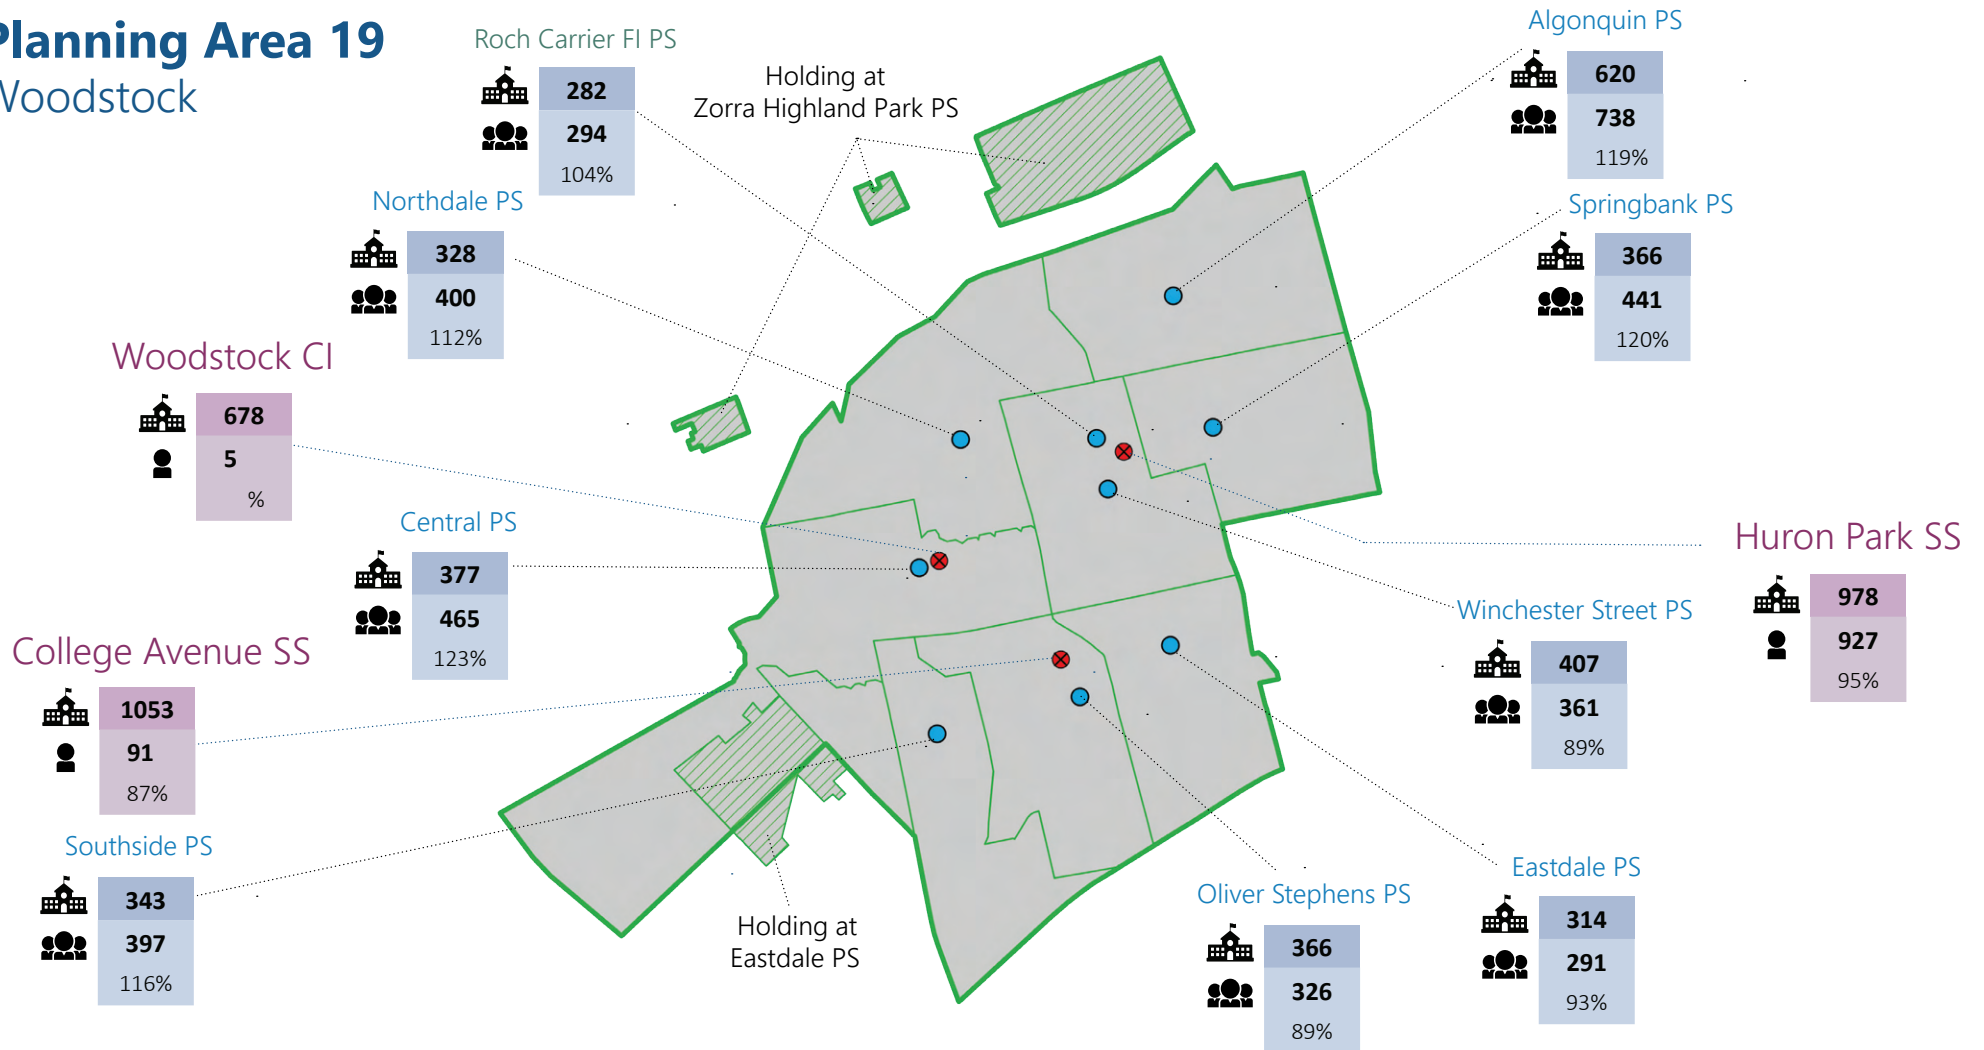 Planning Area 19
Woodstock
Roch Carrier FI PS
282
294
104%
Holding at
Zorra Highland Park PS
Algonquin PS
620
738
119%
Northdale PS
328
400
112%
Springbank PS
366
441
120%
Woodstock CI
678
5
%
Central PS
377
465
123%
Huron Park SS
978
927
95%
Winchester Street PS
407
361
89%
College Avenue SS
1053
91
87%
Southside PS
343
397
116%
Holding at
Eastdale PS
Oliver Stephens PS
366
326
89%
Eastdale PS
314
291
93%